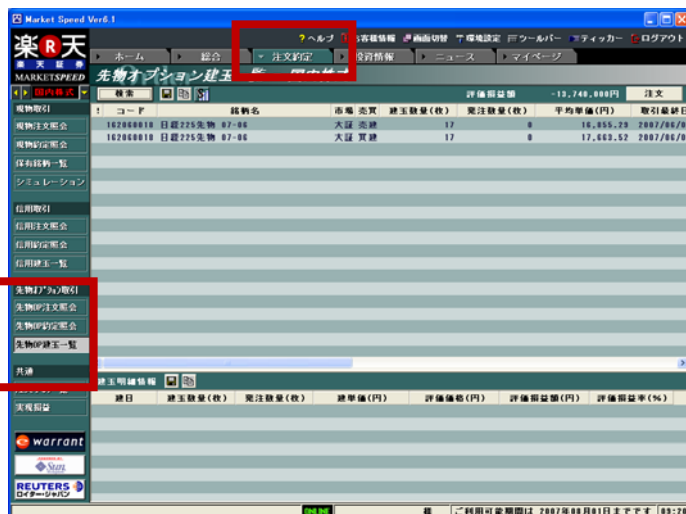 Market Speed Ver6.1
楽R天
楽天証券
MARKETSPEED
? ヘルプ お客様情報 画面切替 環境設定 ツールバー ティッカー ログアウト
ホーム 総合 注文約定 投資情報 ニュース マイページ
先物オプション建玉
国内株式
検索 評価損益額 -13,740,000円 注文
! コード 銘柄名 市場 売買 建玉数量(枚) 発注数量(枚) 平均単価(円) 取引最終日
162060018 日経225先物 07-06 大証 売建 17 0 16,855.29 2007/06/0
162060018 日経225先物 07-06 大証 買建 17 0 17,663.52 2007/06/0
現物取引
現物注文照会
現物約定照会
保有銘柄一覧
シミュレーション
信用取引
信用注文照会
信用約定照会
信用建玉一覧
先物オプション取引
先物OP注文照会
先物OP約定照会
先物OP建玉一覧
共通
実現損益
建玉明細情報
建日 建玉数量(枚) 発注数量(枚) 建単価(円) 評価価格(円) 評価損益額(円) 評価損益率(%)
warrant
Sun
REUTERS
ロイター・ジャパン
ONLINE 様 ご利用可能期間は 2007年08月01日までです 03:20